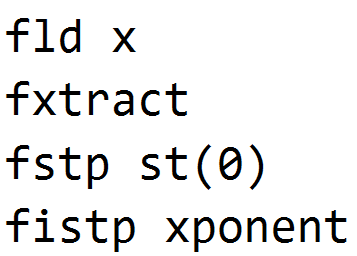 fld x
fxtract
fstp st(0)
fistp xponent